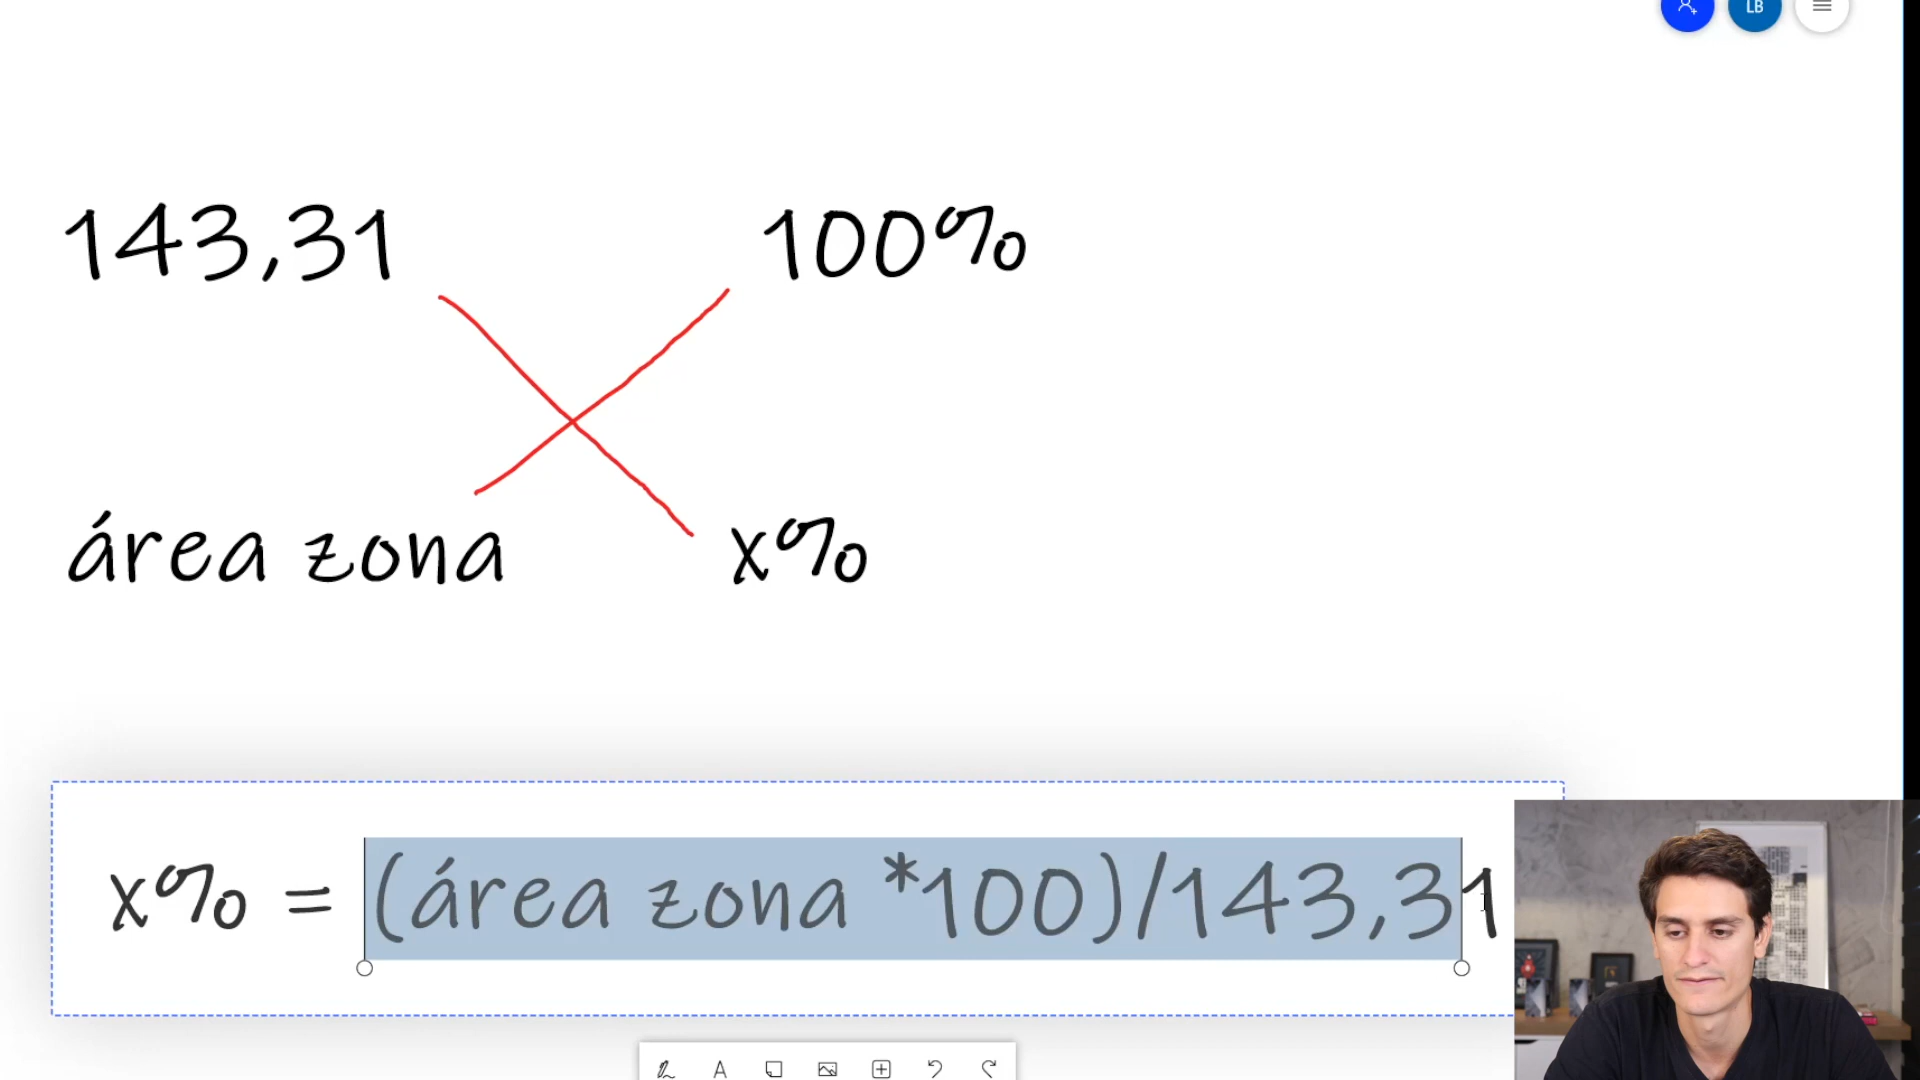 LB
143,31 100%
área zona x%
x% = (área zona *100)/143,31
A